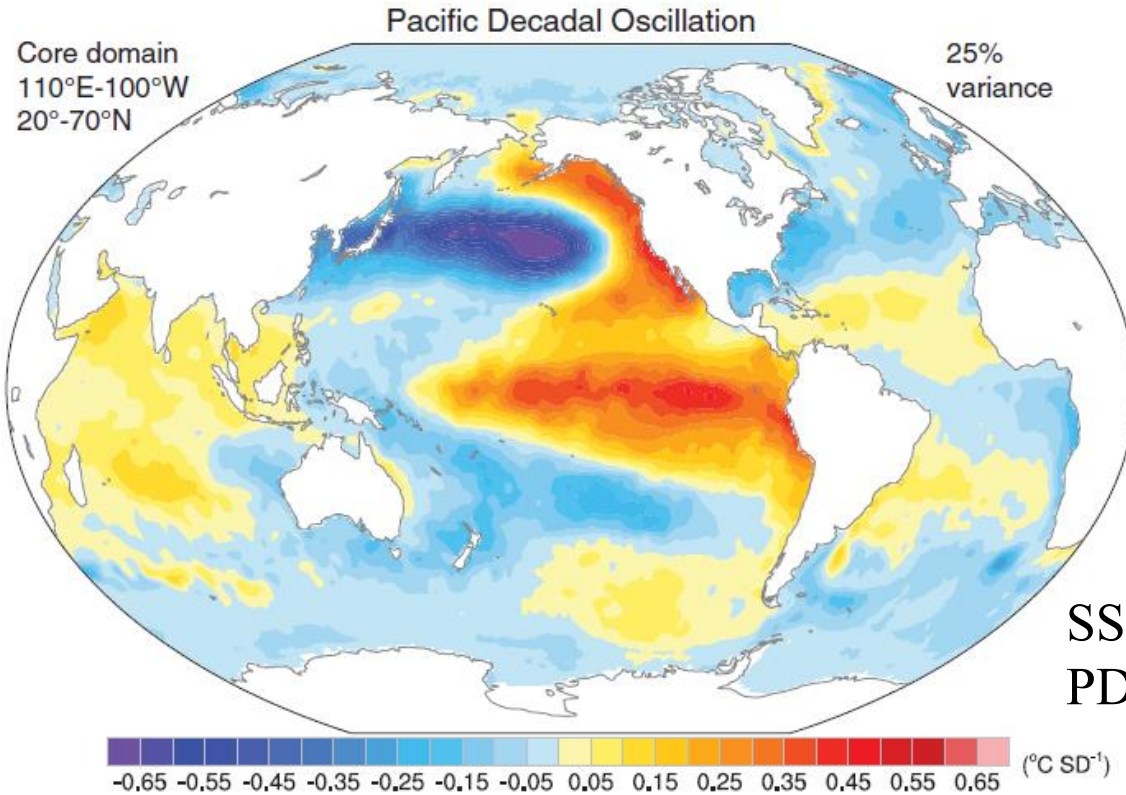 Pacific Decadal Oscillation
Core domain
110°E-100°W
20°-70°N
25%
variance
SS
PD
-0.65 -0.55 -0.45 -0.35 -0.25 -0.15 -0.05 0.05 0.15 0.25 0.35 0.45 0.55 0.65 (°C SD⁻¹)